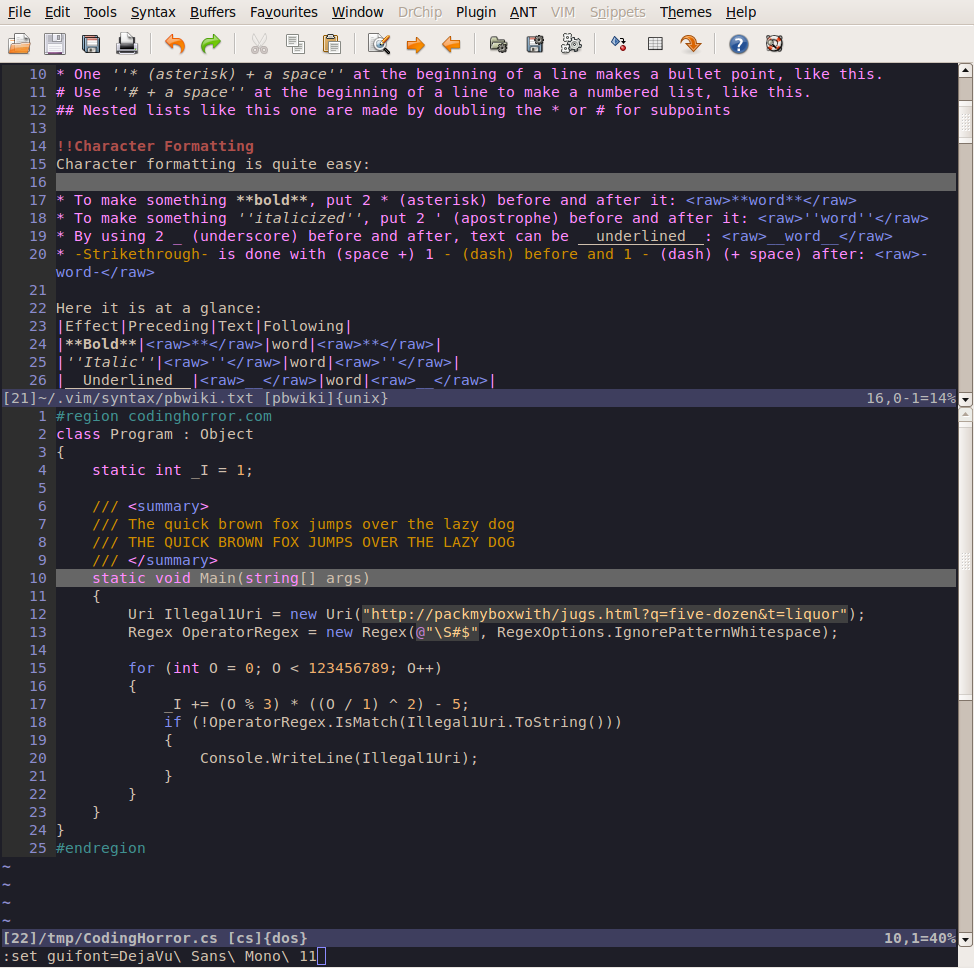 File Edit Tools Syntax Buffers Favourites Window DrChip Plugin ANT VIM Snippets Themes Help
10 * One ''* (asterisk) + a space'' at the beginning of a line makes a bullet point, like this.
11 # Use ''# + a space'' at the beginning of a line to make a numbered list, like this.
12 ## Nested lists like this one are made by doubling the * or # for subpoints
13
14 !!Character Formatting
15 Character formatting is quite easy:
16
17 * To make something **bold**, put 2 * (asterisk) before and after it: <raw>**word**</raw>
18 * To make something ''italicized'', put 2 ' (apostrophe) before and after it: <raw>''word''</raw>
19 * By using 2 _ (underscore) before and after, text can be __underlined__: <raw>__word__</raw>
20 * -Strikethrough- is done with (space +) 1 - (dash) before and 1 - (dash) (+ space) after: <raw>-
word-</raw>
21
22 Here it is at a glance:
23 |Effect|Preceding|Text|Following|
24 |**Bold**|<raw>**</raw>|word|<raw>**</raw>|
25 |''Italic''|<raw>''</raw>|word|<raw>''</raw>|
26 |__Underlined__|<raw>__</raw>|word|<raw>__</raw>|
[21]~/.vim/syntax/pbwiki.txt [pbwiki]{unix} 16,0-1=14%
1 #region codinghorror.com
2 class Program : Object
3 {
4     static int _I = 1;
5
6     /// <summary>
7     /// The quick brown fox jumps over the lazy dog
8     /// THE QUICK BROWN FOX JUMPS OVER THE LAZY DOG
9     /// </summary>
10     static void Main(string[] args)
11     {
12         Uri Illegal1Uri = new Uri("http://packmyboxwith/jugs.html?q=five-dozen&t=liquor");
13         Regex OperatorRegex = new Regex(@"\S#$", RegexOptions.IgnorePatternWhitespace);
14
15         for (int O = 0; O < 123456789; O++)
16         {
17             _I += (O % 3) * ((O / 1) ^ 2) - 5;
18             if (!OperatorRegex.IsMatch(Illegal1Uri.ToString()))
19             {
20                 Console.WriteLine(Illegal1Uri);
21             }
22         }
23     }
24 }
25 #endregion
~
~
~
~
[22]/tmp/CodingHorror.cs [cs]{dos} 10,1=40%
:set guifont=DejaVu\ Sans\ Mono\ 11